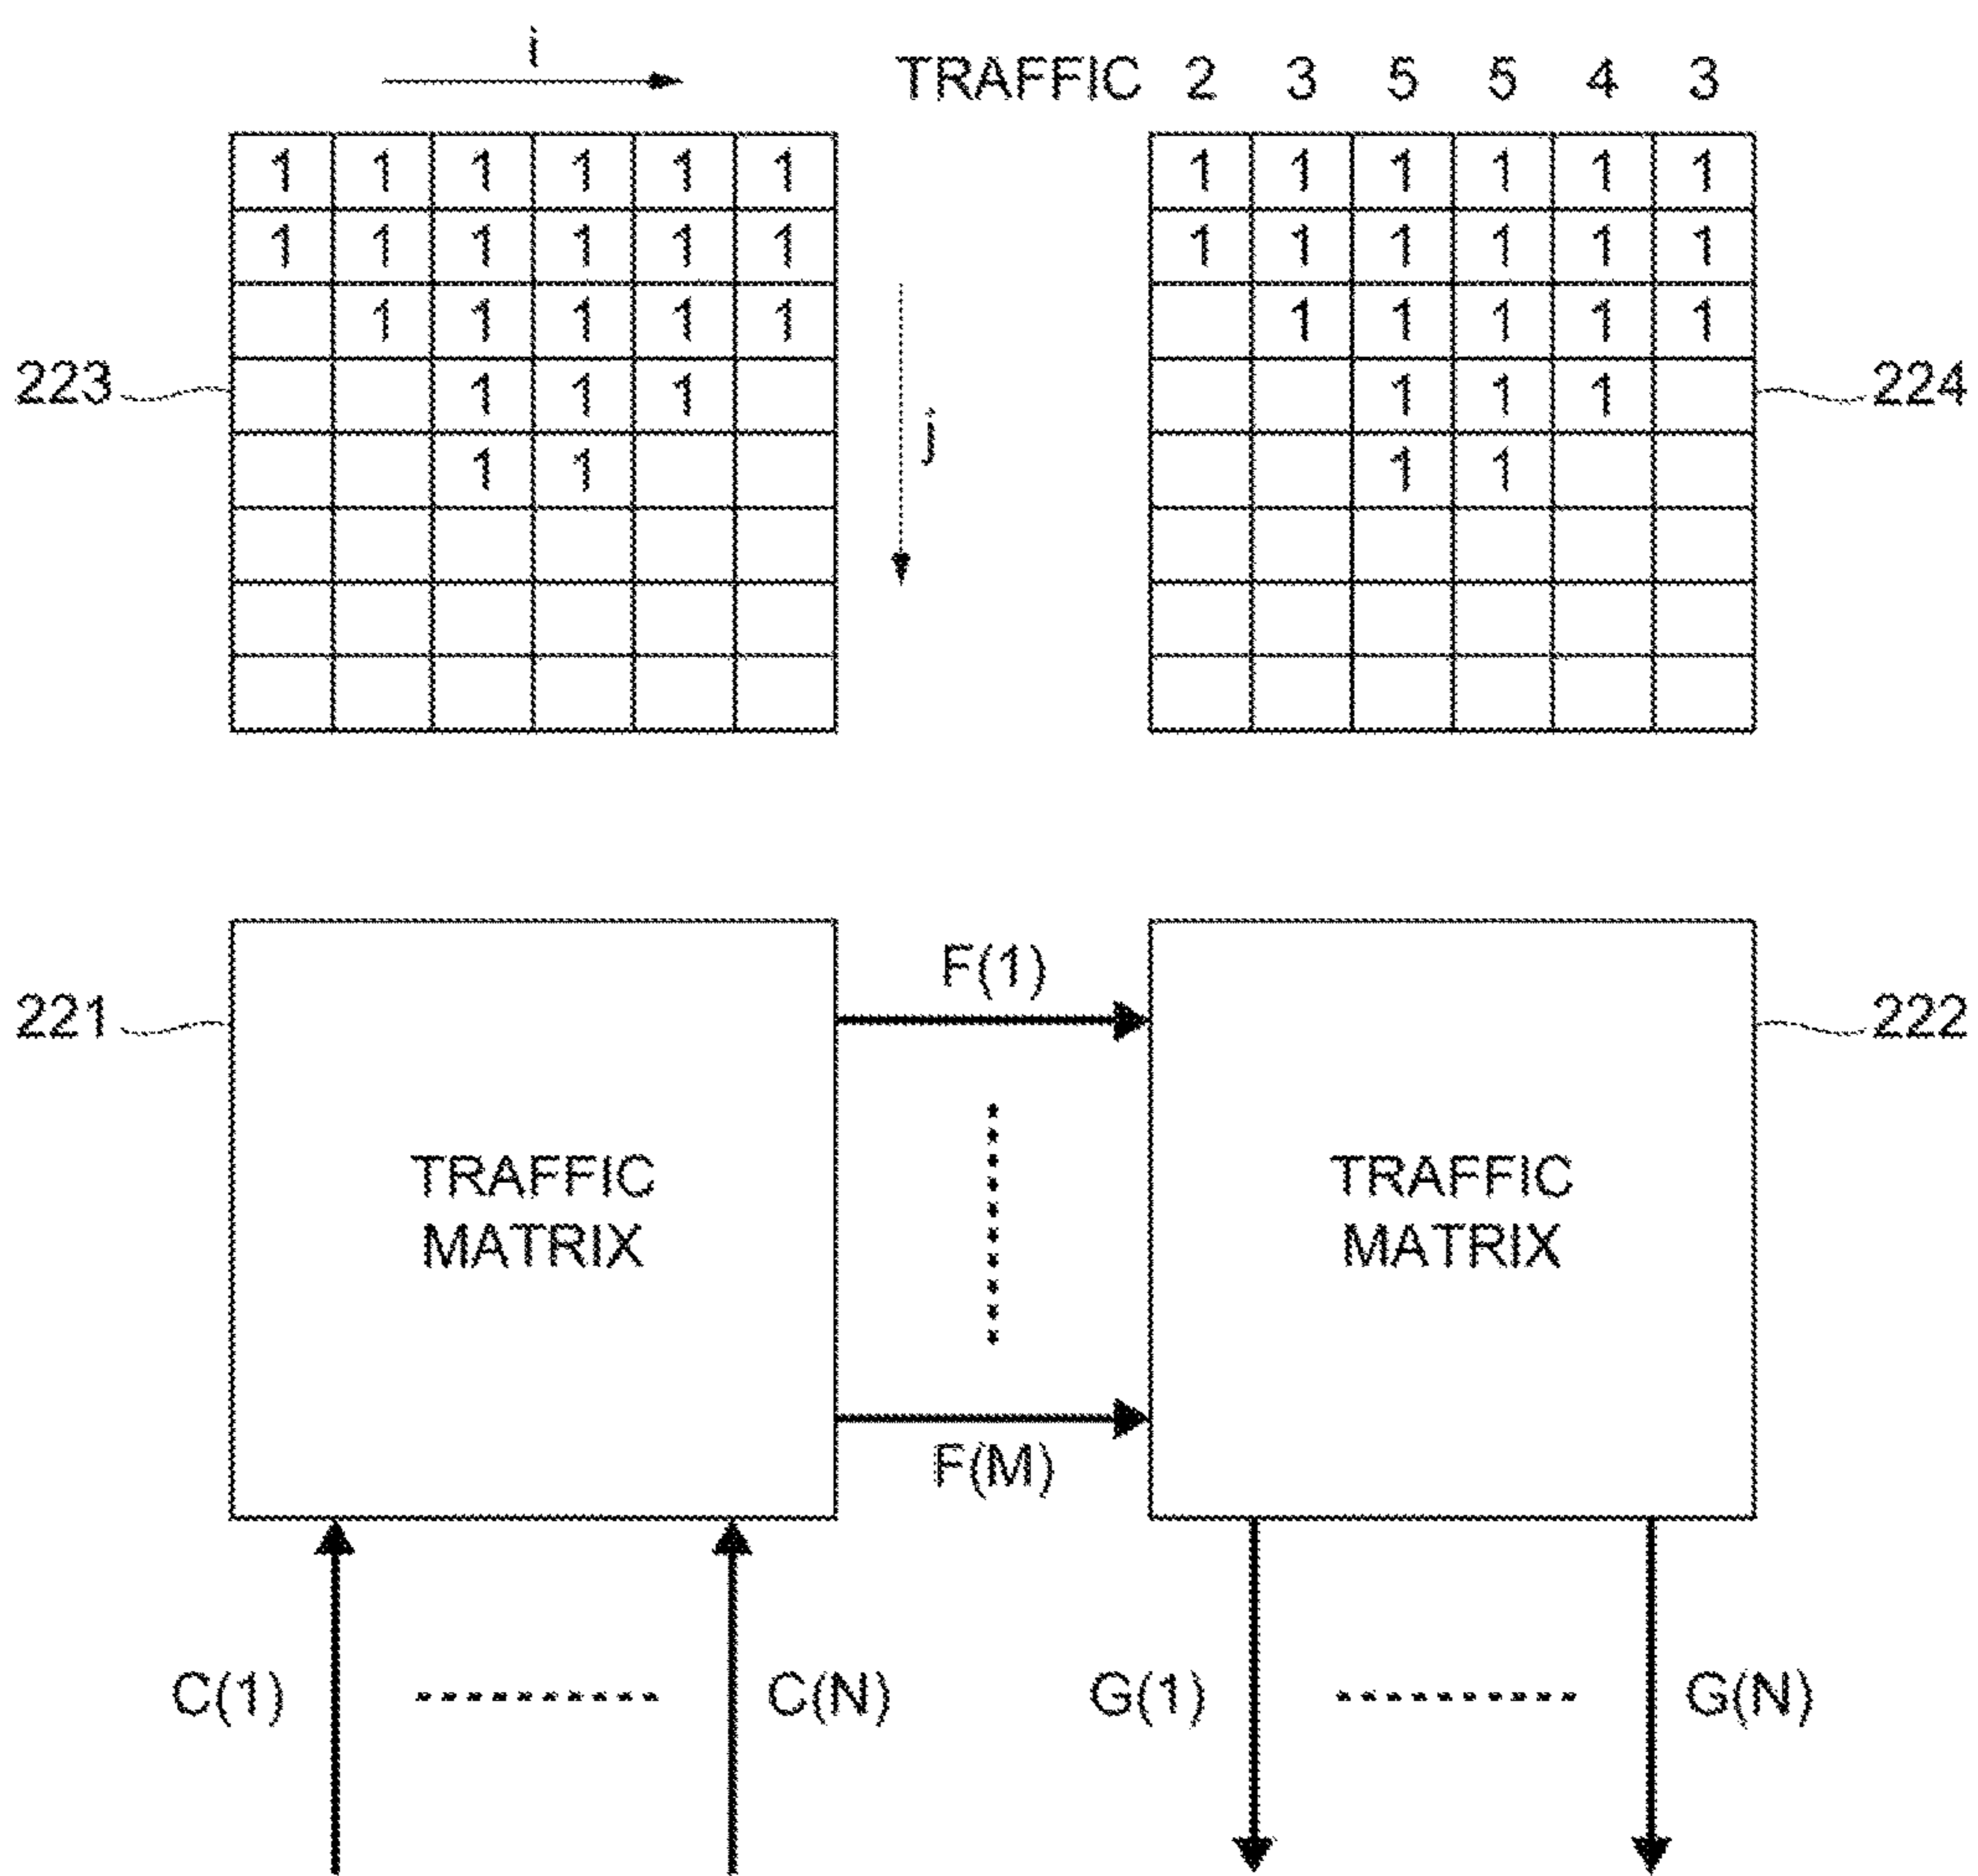 i
TRAFFIC 2 3 5 5 4 3
1 1 1 1 1 1
1 1 1 1 1 1
1 1 1 1 1
1 1 1
1 1
223
j
1 1 1 1 1 1
1 1 1 1 1 1
1 1 1 1 1
1 1 1
1 1
224
221
TRAFFIC
MATRIX
F(1)
F(M)
TRAFFIC
MATRIX
222
C(1)
C(N)
G(1)
G(N)